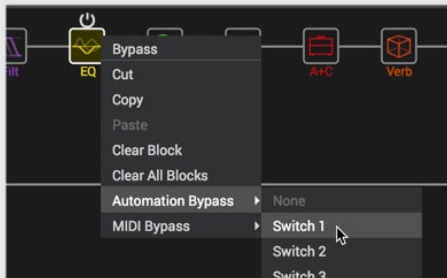 Filt
EQ
A+C
Verb
Bypass
Cut
Copy
Paste
Clear Block
Clear All Blocks
Automation Bypass
None
MIDI Bypass
Switch 1
Switch 2
Switch 3